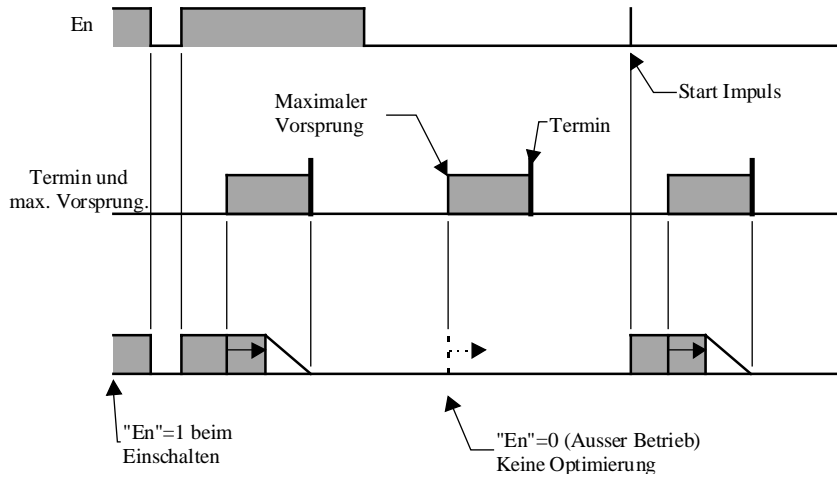 En
Start Impuls
Maximaler
Vorsprung
Termin
Termin und
max. Vorsprung.
"En"=1 beim
Einschalten
"En"=0 (Ausser Betrieb)
Keine Optimierung